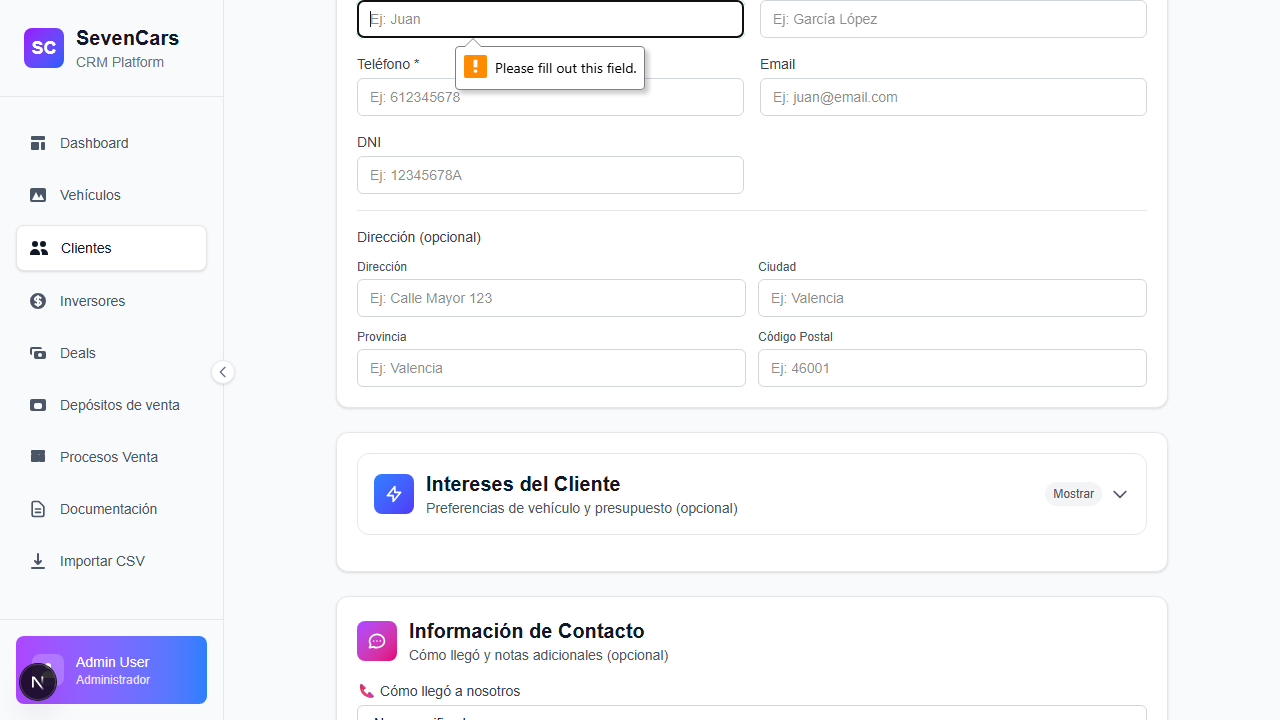 SC
SevenCars
CRM Platform
Dashboard
Vehículos
Clientes
Inversores
Deals
Depósitos de venta
Procesos Venta
Documentación
Importar CSV
Admin User
Administrador
N
Ej: Juan
Ej: García López
Please fill out this field.
Teléfono *
Email
Ej: 612345678
Ej: juan@email.com
DNI
Ej: 12345678A
Dirección (opcional)
Dirección
Ciudad
Ej: Calle Mayor 123
Ej: Valencia
Provincia
Código Postal
Ej: Valencia
Ej: 46001
Intereses del Cliente
Preferencias de vehículo y presupuesto (opcional)
Mostrar
Información de Contacto
Cómo llegó y notas adicionales (opcional)
Cómo llegó a nosotros